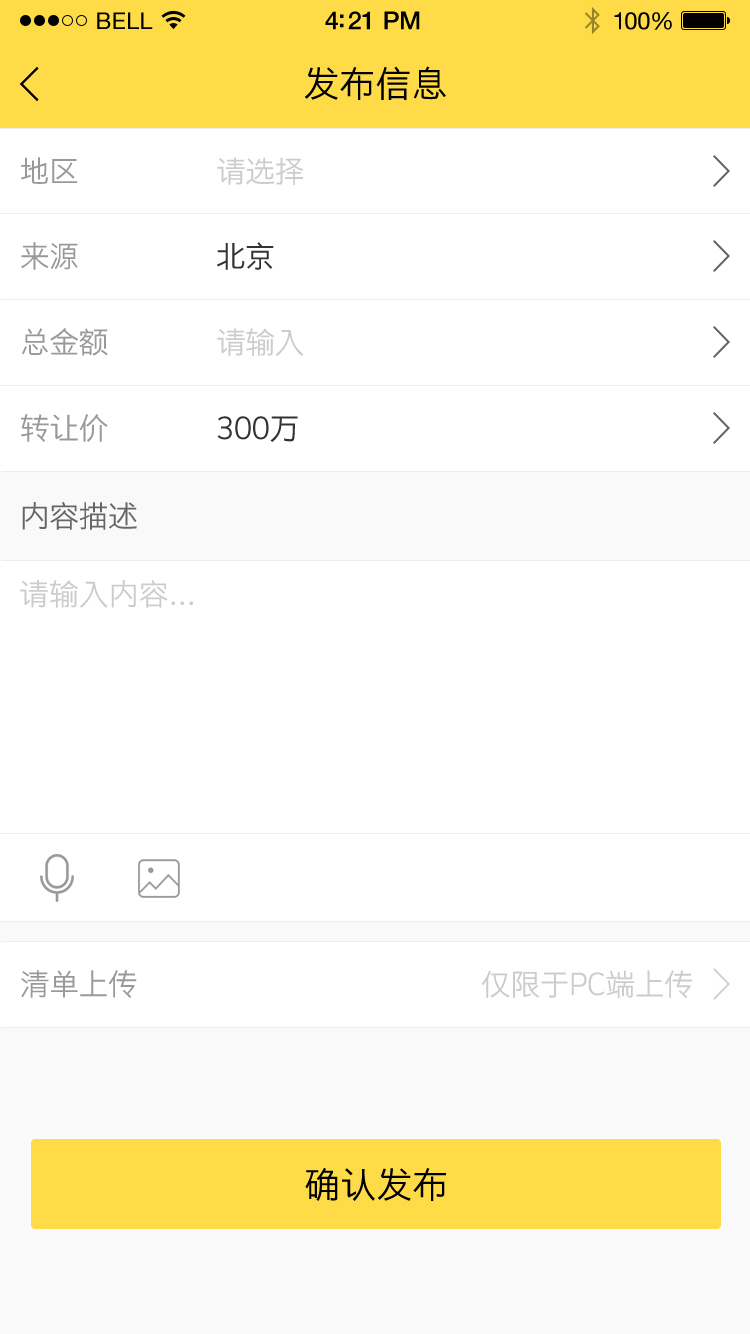 BELL 4:21 PM 100%
发布信息
地区 请选择
来源 北京
总金额 请输入
转让价 300万
内容描述
请输入内容...
清单上传 仅限于PC端上传
确认发布